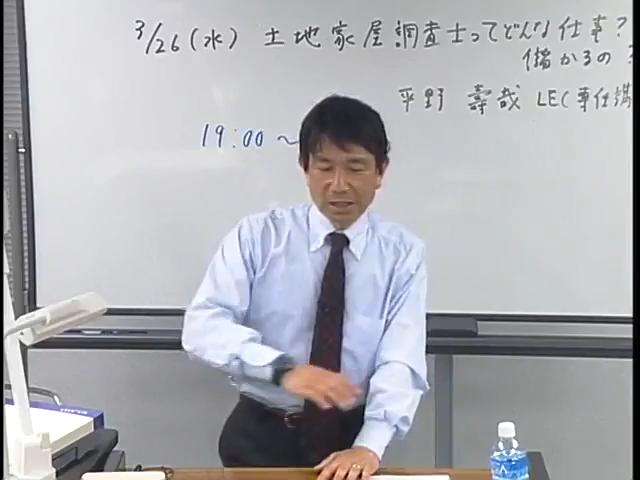 3/26(水) 土地家屋調査士ってどんな仕事?
儲かるの
平野 壽哉 LEC専任講
19:00～